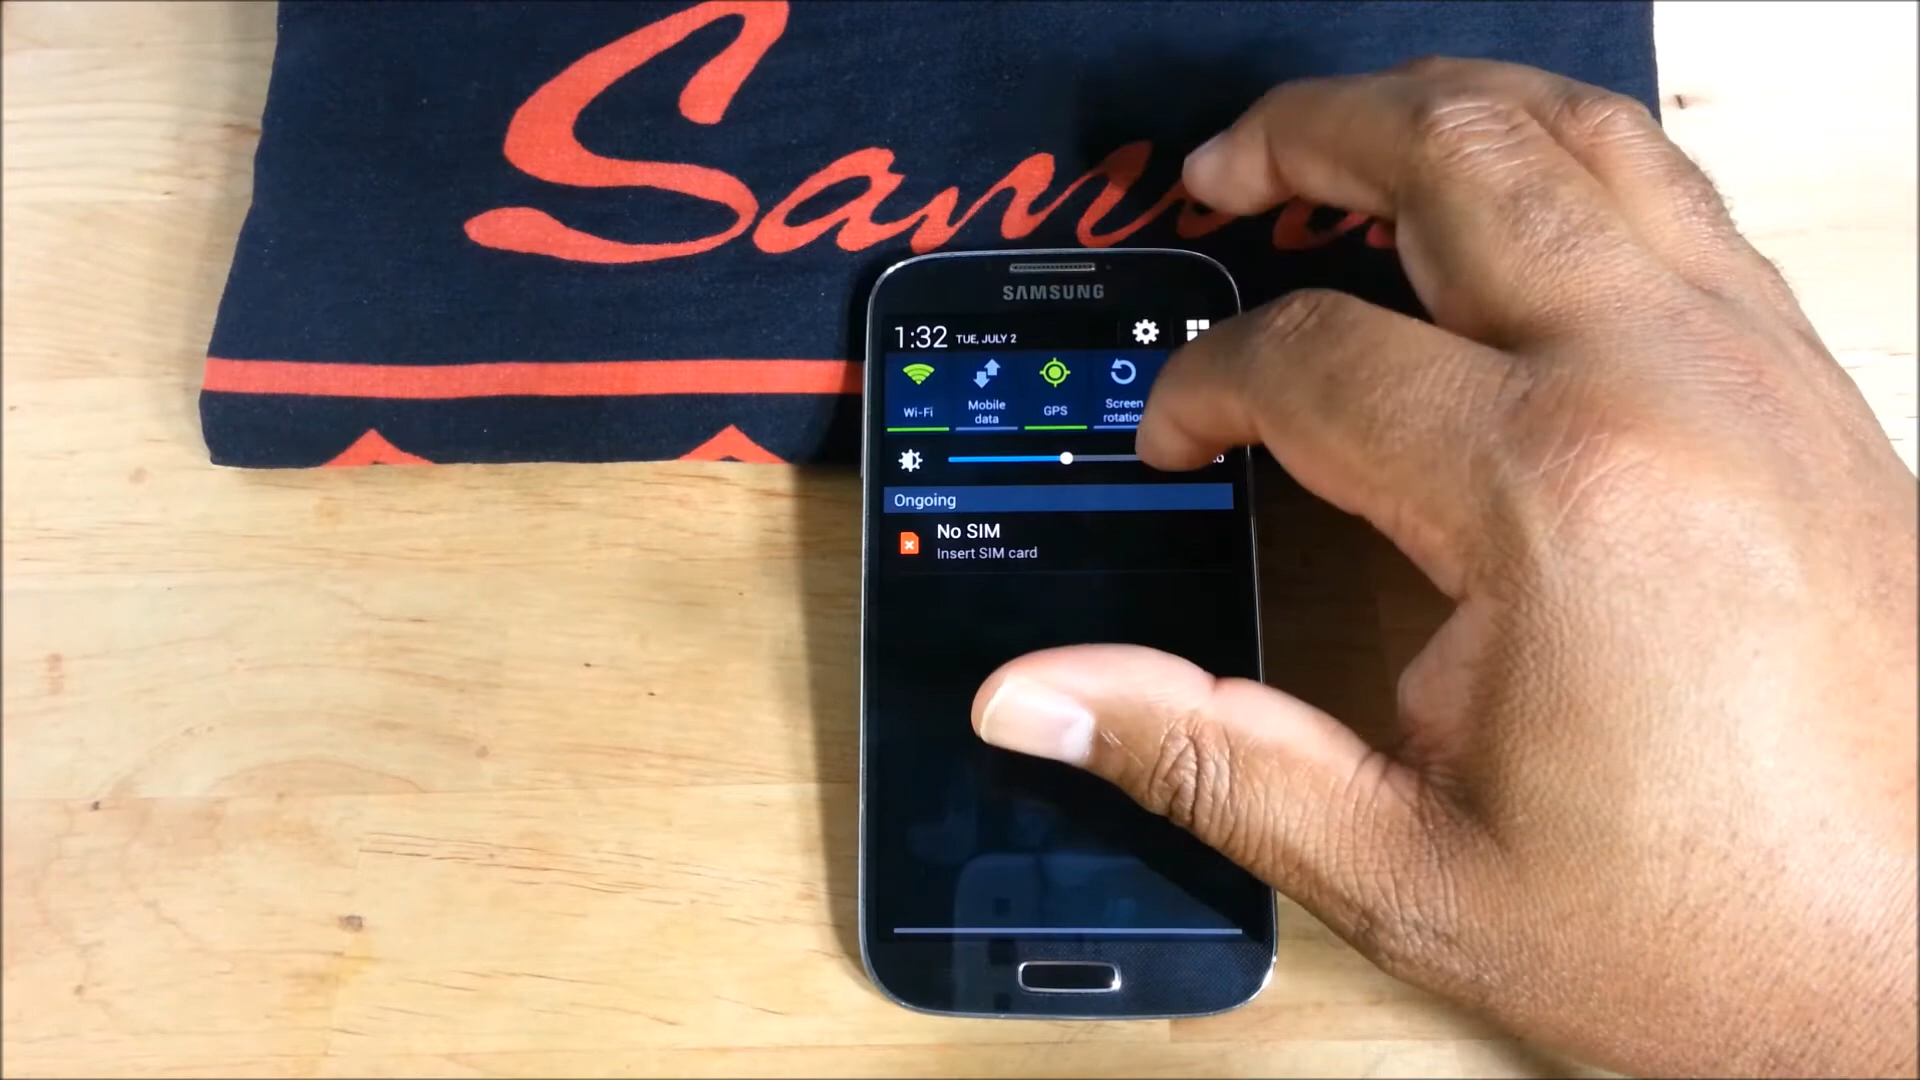 SAMSUNG
1:32 TUE, JULY 2
Wi-Fi
Mobile data
GPS
Screen
Ongoing
No SIM
Insert SIM card